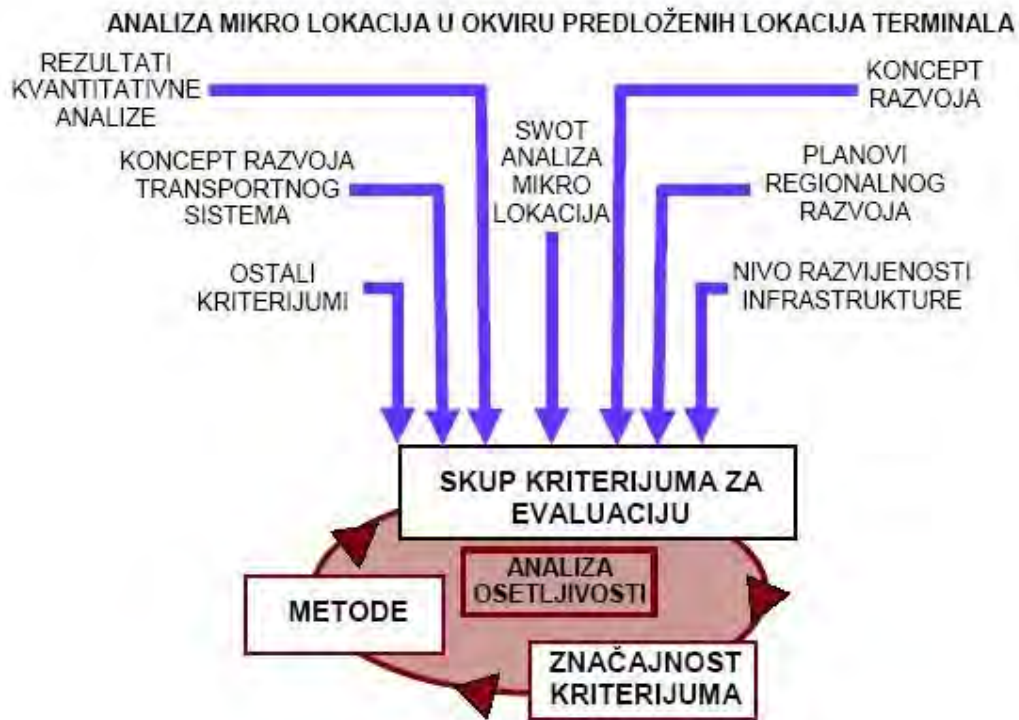 ANALIZA MIKRO LOKACIJA U OKVIRU PREDLOŽENIH LOKACIJA TERMINALA
REZULTATI
KVANTITATIVNE
ANALIZE
KONCEPT RAZVOJA
TRANSPORTNOG
SISTEMA
OSTALI
KRITERIJUMI
SWOT
ANALIZA
MIKRO
LOKACIJA
KONCEPT
RAZVOJA
PLANOVI
REGIONALNOG
RAZVOJA
NIVO RAZVIJENOSTI
INFRASTRUKTURE
SKUP KRITERIJUMA ZA
EVALUACIJU
ANALIZA
OSETLJIVOSTI
METODE
ZNAČAJNOST
KRITERIJUMA